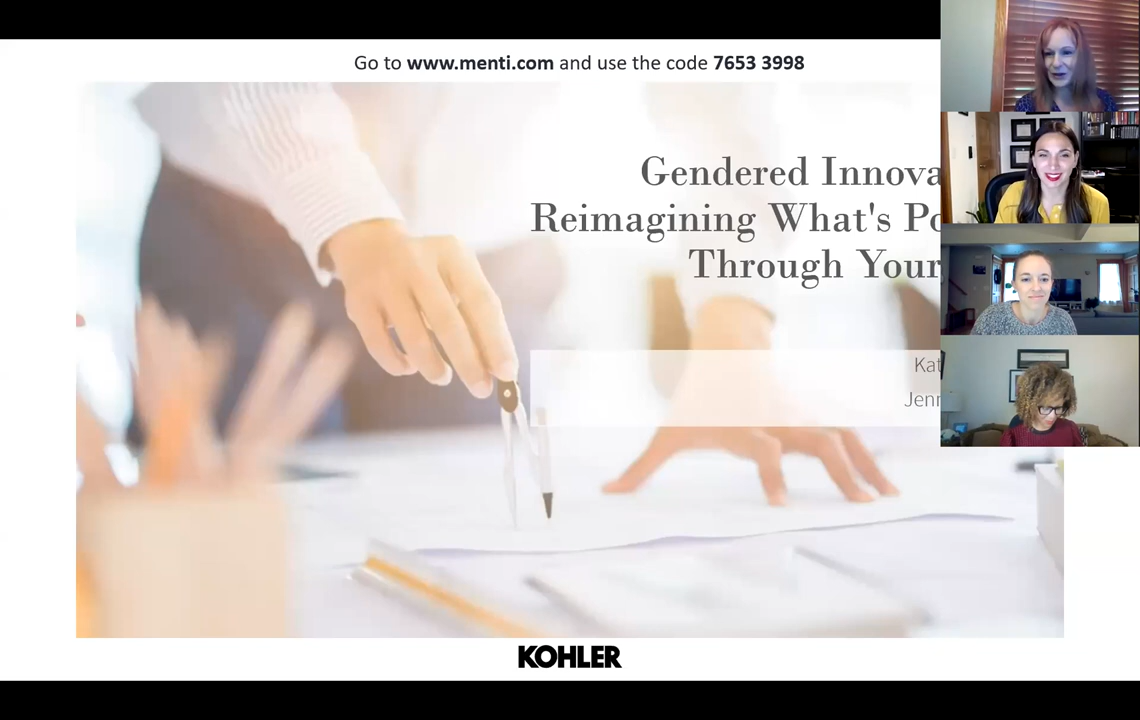 Go to www.menti.com and use the code 7653 3998
Gendered Innova
Reimagining What's Po
Through Your
Kat
Jenn
KOHLER